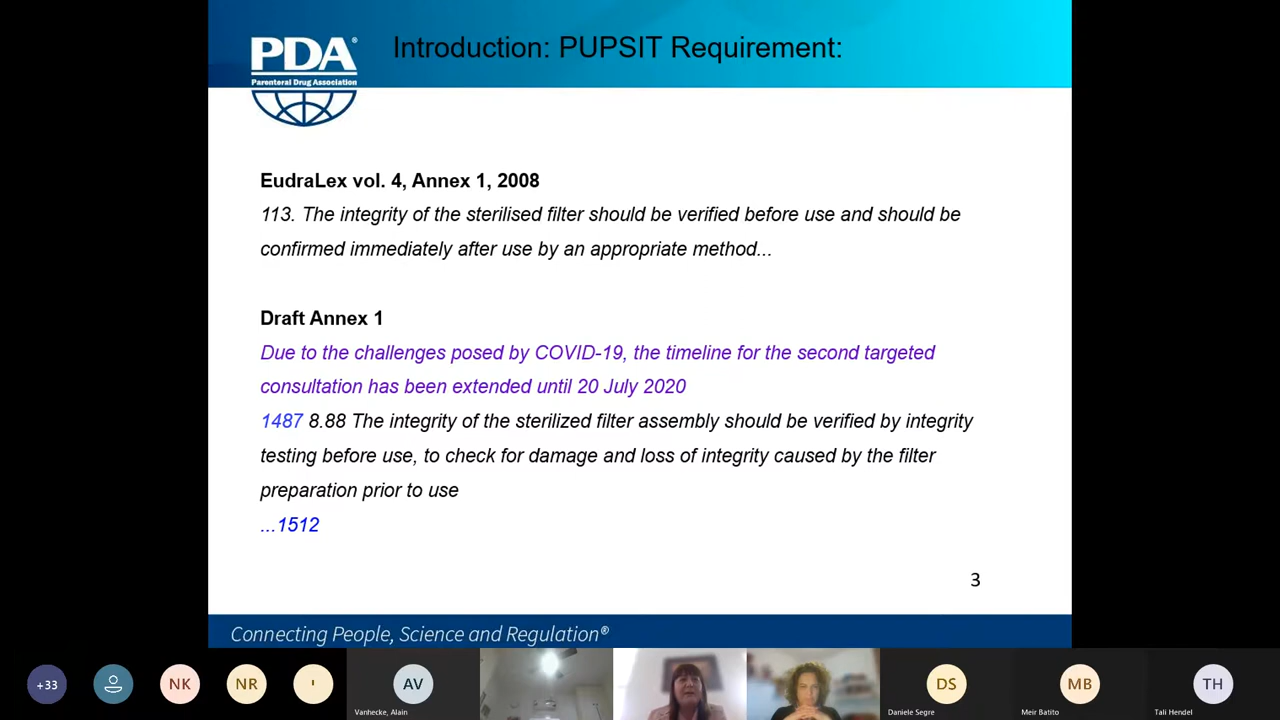 PDA®
Parenteral Drug Association
Introduction: PUPSIT Requirement:
EudraLex vol. 4, Annex 1, 2008
113. The integrity of the sterilised filter should be verified before use and should be
confirmed immediately after use by an appropriate method...
Draft Annex 1
Due to the challenges posed by COVID-19, the timeline for the second targeted
consultation has been extended until 20 July 2020
1487 8.88 The integrity of the sterilized filter assembly should be verified by integrity
testing before use, to check for damage and loss of integrity caused by the filter
preparation prior to use
...1512
3
Connecting People, Science and Regulation®
+33
NK
NR
AV
DS
MB
TH
Vanhecke, Alain
Daniele Segre
Meir Batito
Tali Hendel